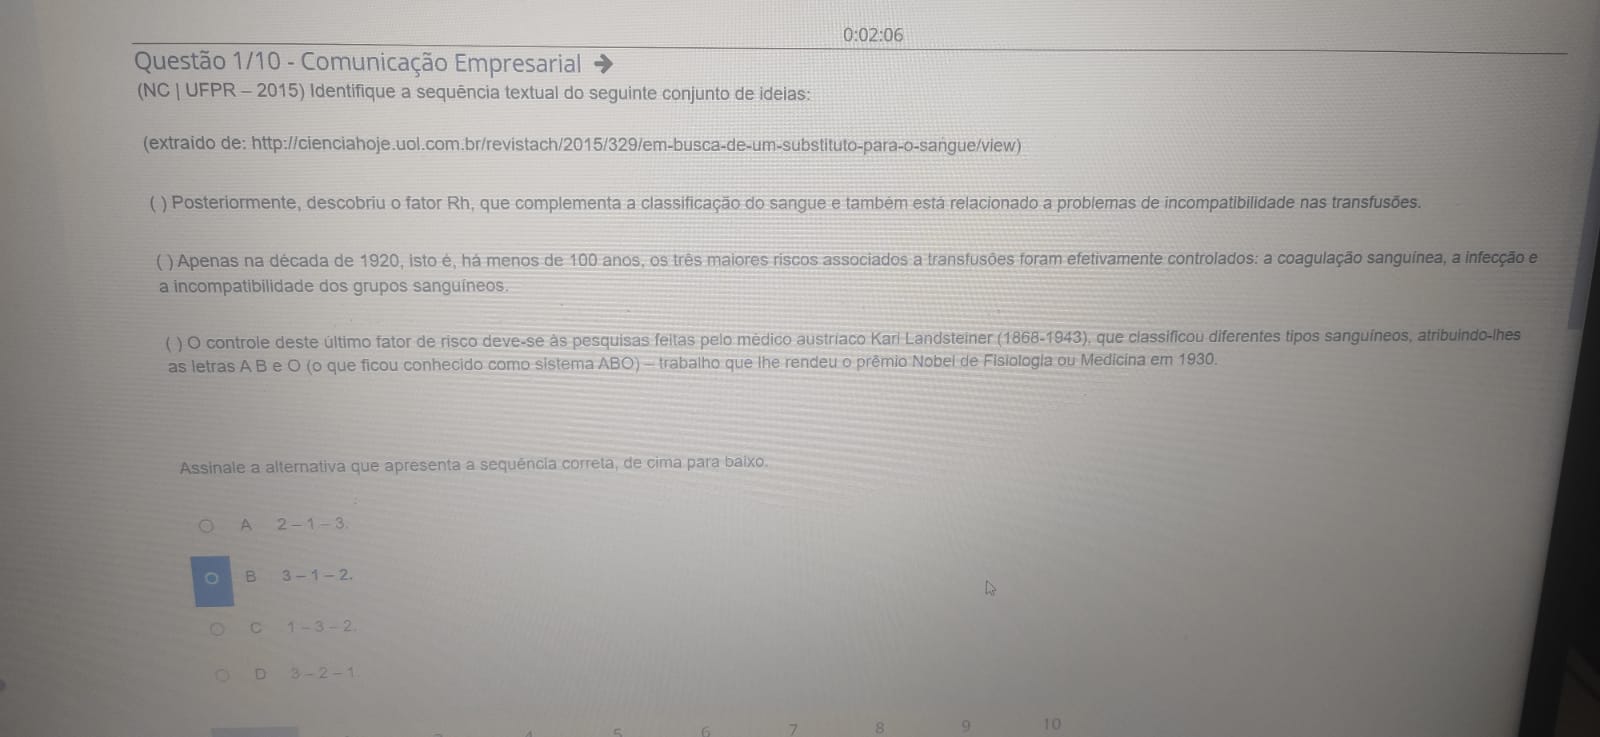 0:02:06
Questão 1/10 - Comunicação Empresarial
(NC | UFPR – 2015) Identifique a sequência textual do seguinte conjunto de ideias:
(extraído de: http://cienciahoje.uol.com.br/revistach/2015/329/em-busca-de-um-substituto-para-o-sangue/view)
( ) Posteriormente, descobriu o fator Rh, que complementa a classificação do sangue e também está relacionado a problemas de incompatibilidade nas transfusões.
( ) Apenas na década de 1920, isto é, há menos de 100 anos, os três maiores riscos associados a transfusões foram efetivamente controlados: a coagulação sanguínea, a infecção e
a incompatibilidade dos grupos sanguíneos.
( ) O controle deste último fator de risco deve-se às pesquisas feitas pelo médico austríaco Karl Landsteiner (1868-1943), que classificou diferentes tipos sanguíneos, atribuindo-lhes
as letras A B e O (o que ficou conhecido como sistema ABO) – trabalho que lhe rendeu o prêmio Nobel de Fisiologia ou Medicina em 1930.
Assinale a alternativa que apresenta a sequência correta, de cima para baixo.
A 2 – 1 – 3.
B 3 – 1 – 2.
C 1 – 3 – 2.
D 3 – 2 – 1.
5 6 7 8 9 10